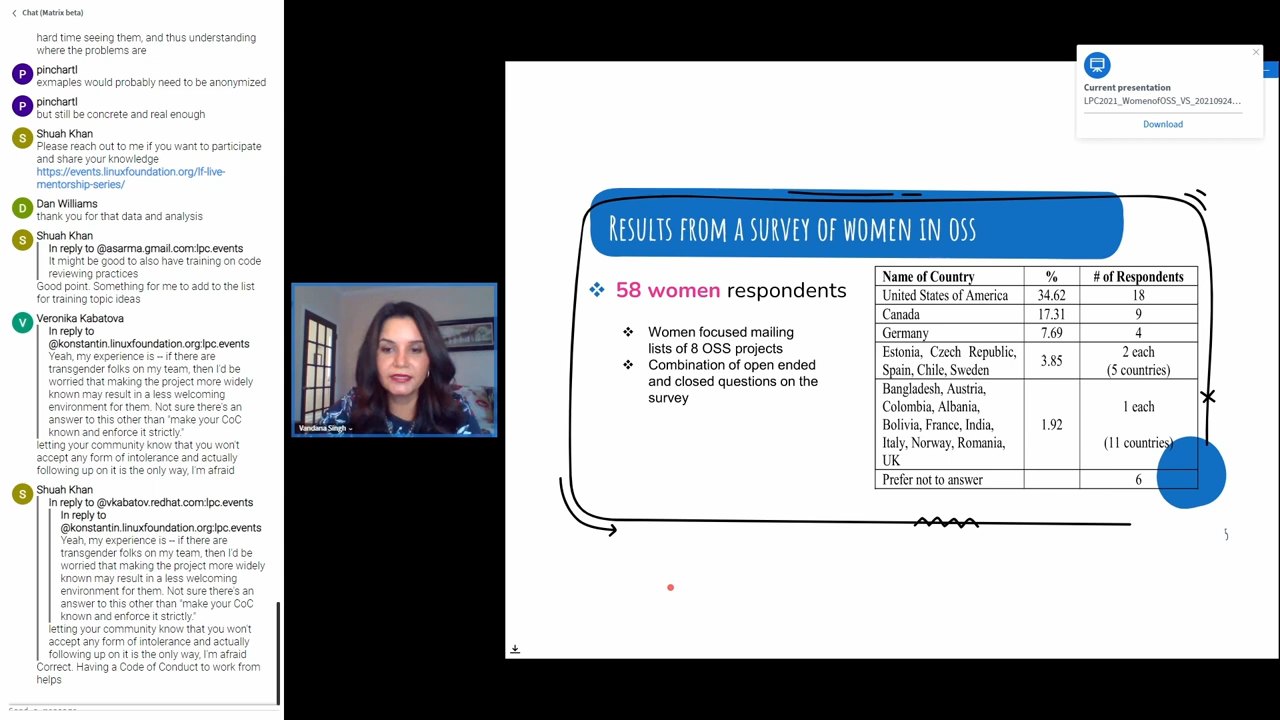 Chat (Matrix beta)
hard time seeing them, and thus understanding
where the problems are
P
pinchartl
exmaples would probably need to be anonymized
P
pinchartl
but still be concrete and real enough
S
Shuah Khan
Please reach out to me if you want to participate
and share your knowledge
https://events.linuxfoundation.org/lf-live-
mentorship-series/
D
Dan Williams
thank you for that data and analysis
S
Shuah Khan
In reply to @asarma.gmail.com:lpc.events
It might be good to also have training on code
reviewing practices
Good point. Something for me to add to the list
for training topic ideas
V
Veronika Kabatova
In reply to
@konstantin.linuxfoundation.org:lpc.events
Yeah, my experience is -- if there are
transgender folks on my team, then I'd be
worried that making the project more widely
known may result in a less welcoming
environment for them. Not sure there's an
answer to this other than "make your CoC
known and enforce it strictly."
letting your community know that you won't
accept any form of intolerance and actually
following up on it is the only way, I'm afraid
S
Shuah Khan
In reply to @vkabatov.redhat.com:lpc.events
In reply to
@konstantin.linuxfoundation.org:lpc.events
Yeah, my experience is -- if there are
transgender folks on my team, then I'd be
worried that making the project more widely
known may result in a less welcoming
environment for them. Not sure there's an
answer to this other than "make your CoC
known and enforce it strictly."
letting your community know that you won't
accept any form of intolerance and actually
following up on it is the only way, I'm afraid
Correct. Having a Code of Conduct to work from
helps
Vandana Singh
Current presentation
LPC2021_WomenofOSS_VS_20210924...
Download
RESULTS FROM A SURVEY OF WOMEN IN OSS
58 women respondents
Women focused mailing
lists of 8 OSS projects
Combination of open ended
and closed questions on the
survey
Name of Country % # of Respondents
United States of America 34.62 18
Canada 17.31 9
Germany 7.69 4
Estonia, Czech Republic, Spain, Chile, Sweden 3.85 2 each (5 countries)
Bangladesh, Austria, Colombia, Albania, Bolivia, France, India, Italy, Norway, Romania, UK 1.92 1 each (11 countries)
Prefer not to answer 6
5